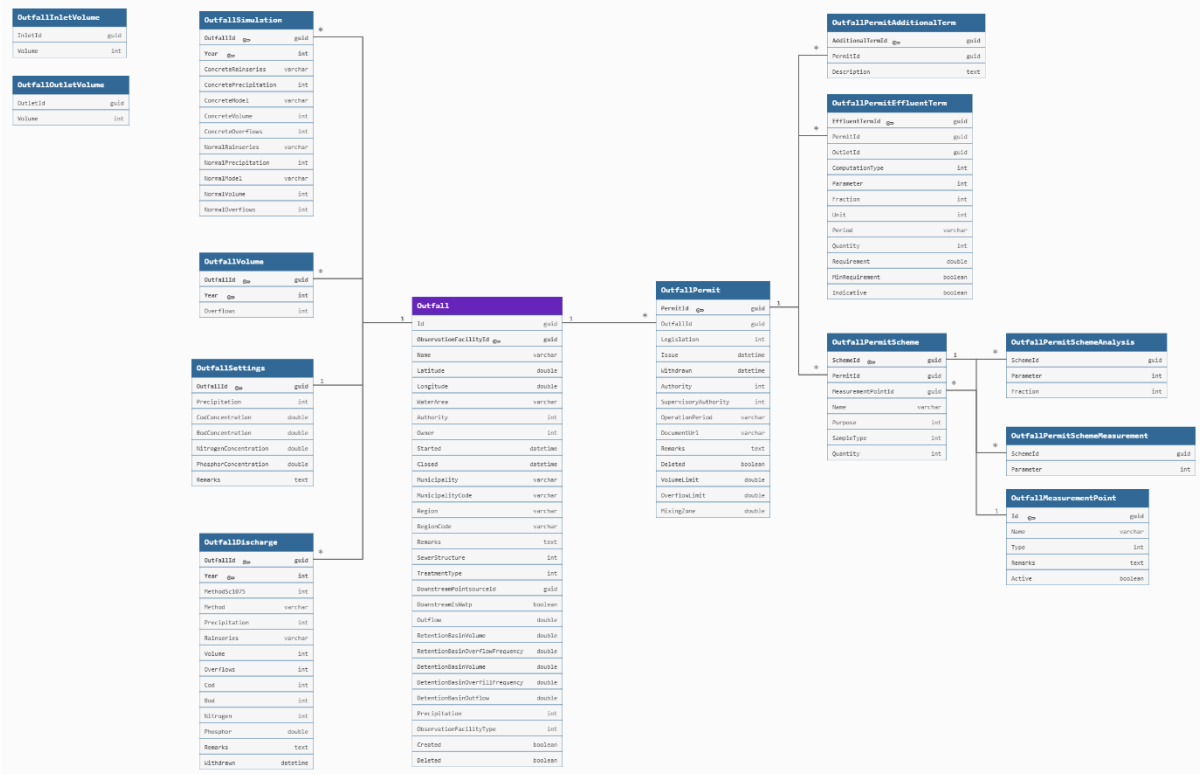 OutfallInletVolume
InletId guid
Volume int
OutfallOutletVolume
OutletId guid
Volume int
OutfallSimulation
OutfallId guid
Year int
ConcreteRainseries varchar
ConcretePrecipitation int
ConcreteModel varchar
ConcreteVolume int
ConcreteOverflows int
NormalRainseries varchar
NormalPrecipitation int
NormalModel varchar
NormalVolume int
NormalOverflows int
*
OutfallVolume
OutfallId guid
Year int
Overflows int
*
OutfallSettings
OutfallId guid
Precipitation int
CodConcentration double
BodConcentration double
NitrogenConcentration double
PhosphorConcentration double
Remarks text
1
OutfallDischarge
OutfallId guid
Year int
MethodSc1075 int
Method varchar
Precipitation int
Rainseries varchar
Volume int
Overflows int
Cod int
Bod int
Nitrogen int
Phosphor double
Remarks text
Withdrawn datetime
*
1
Outfall
Id guid
ObservationFacilityId guid
Name varchar
Latitude double
Longitude double
WaterArea varchar
Authority int
Owner int
Started datetime
Closed datetime
Municipality varchar
MunicipalityCode varchar
Region varchar
RegionCode varchar
Remarks text
SewerStructure int
TreatmentType int
DownstreamPointsourceId guid
DownstreamIsWwtp boolean
Outflow double
RetentionBasinVolume double
RetentionBasinOverflowFrequency double
DetentionBasinVolume double
DetentionBasinOverfillFrequency double
DetentionBasinOutflow double
Precipitation int
ObservationFacilityType int
Created boolean
Deleted boolean
1
*
OutfallPermit
PermitId guid
OutfallId guid
Legislation int
Issue datetime
Withdrawn datetime
Authority int
SupervisoryAuthority int
OperationPeriod varchar
DocumentUrl varchar
Remarks text
Deleted boolean
VolumeLimit double
OverflowLimit double
MixingZone double
1
*
OutfallPermitAdditionalTerm
AdditionalTermId guid
PermitId guid
Description text
*
OutfallPermitEffluentTerm
EffluentTermId guid
PermitId guid
OutletId guid
ComputationType int
Parameter int
Fraction int
Unit int
Period varchar
Quantity int
Requirement double
MinRequirement boolean
Indicative boolean
*
OutfallPermitScheme
SchemeId guid
PermitId guid
MeasurementPointId guid
Name varchar
Purpose int
SampleType int
Quantity int
1
*
*
OutfallPermitSchemeAnalysis
SchemeId guid
Parameter int
Fraction int
*
OutfallPermitSchemeMeasurement
SchemeId guid
Parameter int
1
OutfallMeasurementPoint
Id guid
Name varchar
Type int
Remarks text
Active boolean